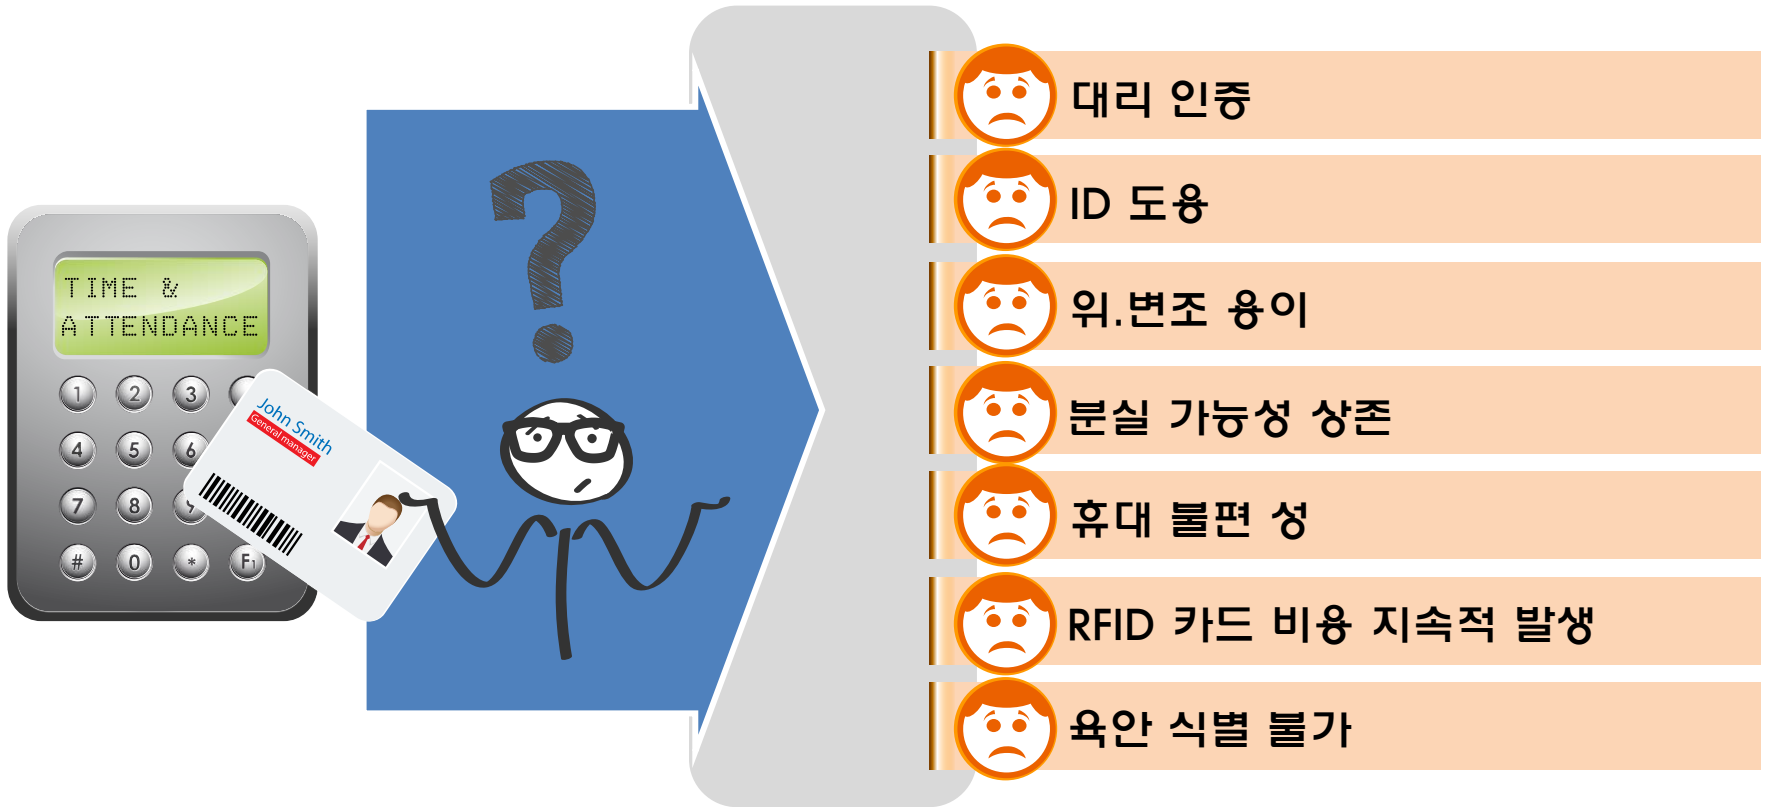 TIME &
ATTENDANCE
1 2 3
4 5 6
7 8 9
# 0 * F1
John Smith
General manager
?
대리 인증
ID 도용
위.변조 용이
분실 가능성 상존
휴대 불편 성
RFID 카드 비용 지속적 발생
육안 식별 불가